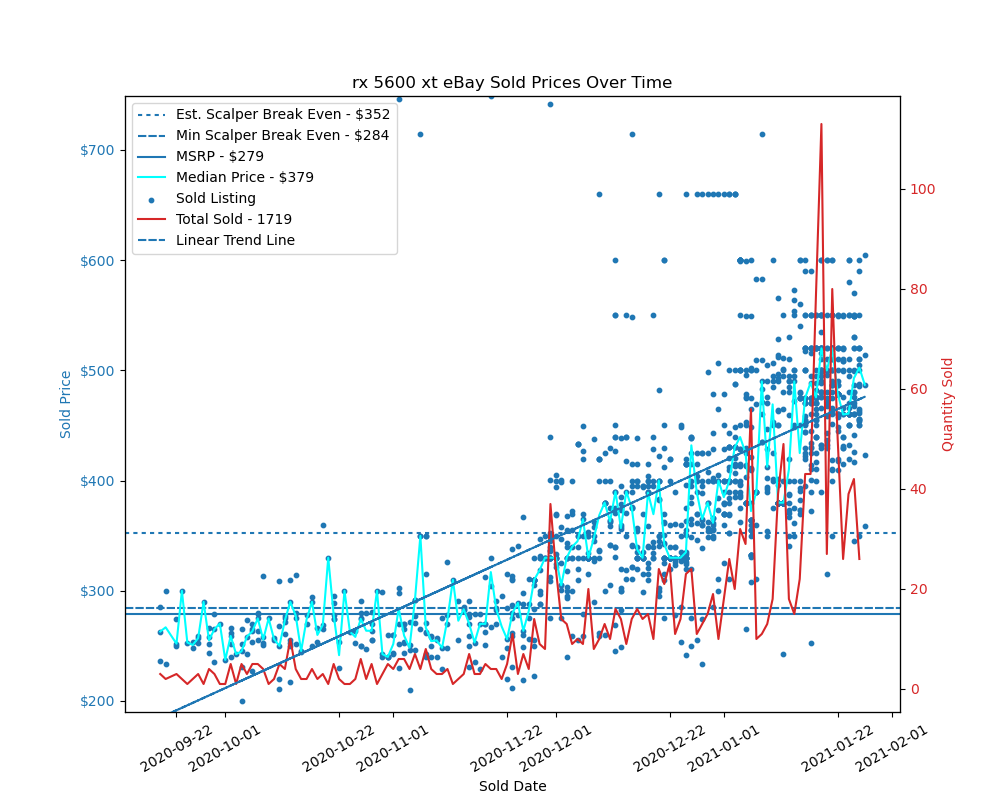 rx 5600 xt eBay Sold Prices Over Time
Est. Scalper Break Even - $352
Min Scalper Break Even - $284
MSRP - $279
Median Price - $379
Sold Listing
Total Sold - 1719
Linear Trend Line
$700
$600
$500
$400
$300
$200
Sold Price
100
80
60
40
20
0
Quantity Sold
2020-09-22
2020-10-01
2020-10-22
2020-11-01
2020-11-22
2020-12-01
2020-12-22
2021-01-01
2021-01-22
2021-02-01
Sold Date